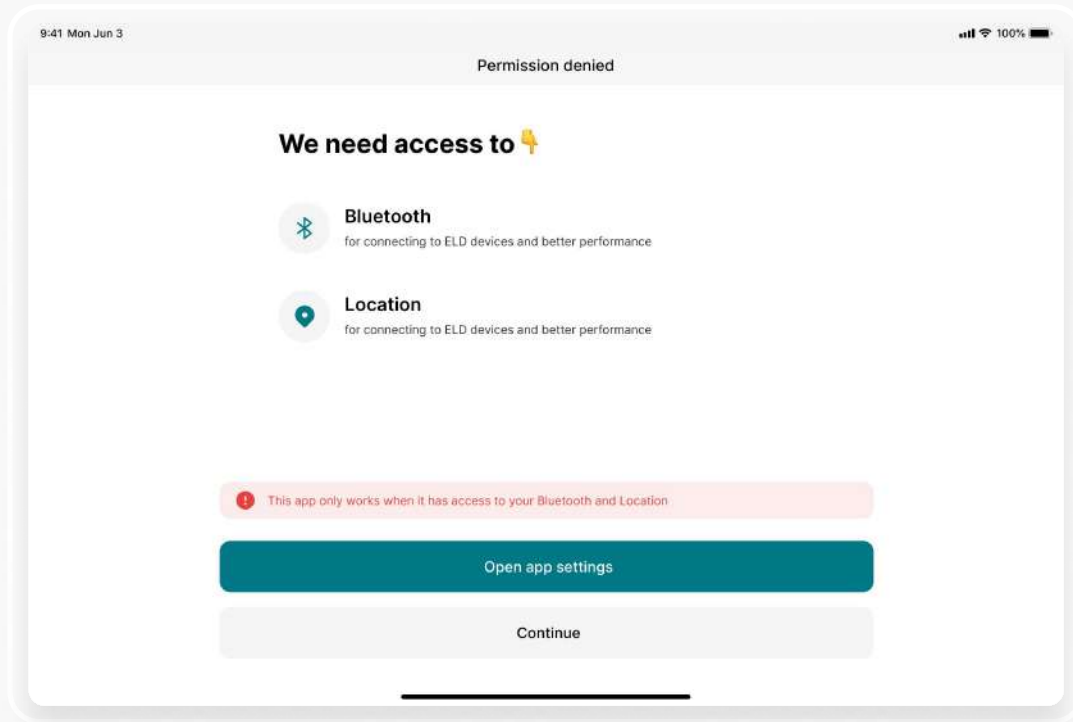 9:41 Mon Jun 3
100%
Permission denied
We need access to👇
Bluetooth
for connecting to ELD devices and better performance
Location
for connecting to ELD devices and better performance
This app only works when it has access to your Bluetooth and Location
Open app settings
Continue